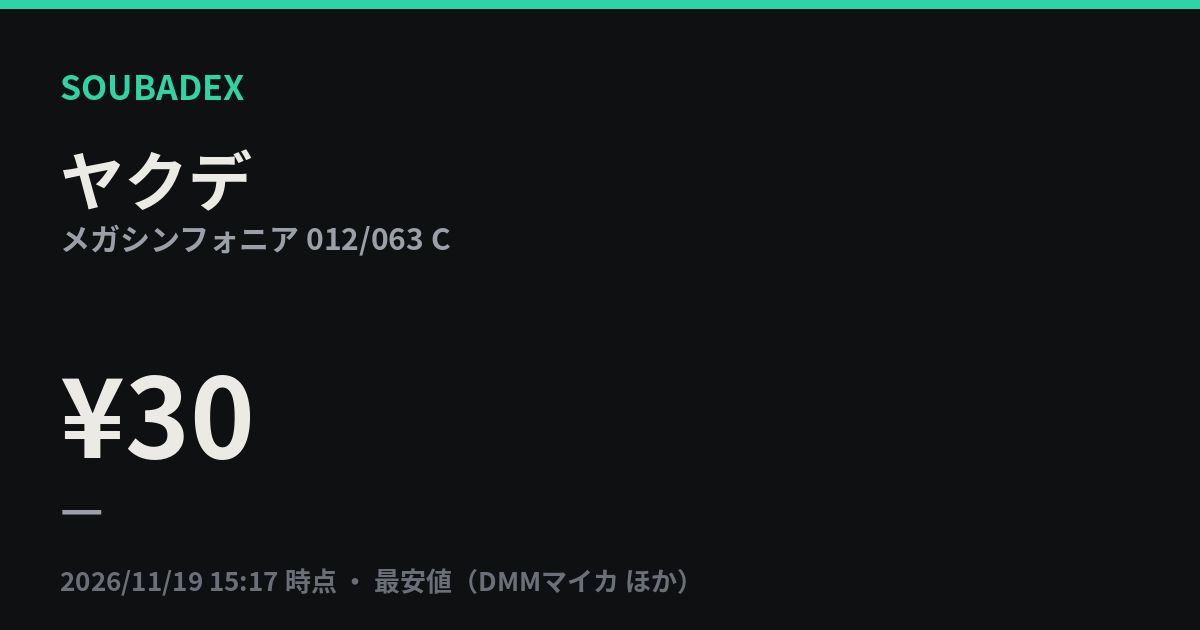 SOUBADEX
ヤクデ
メガシンフォニア 012/063 C
¥30
—
2026/11/19 15:17 時点 ・ 最安値（DMMマイカ ほか）